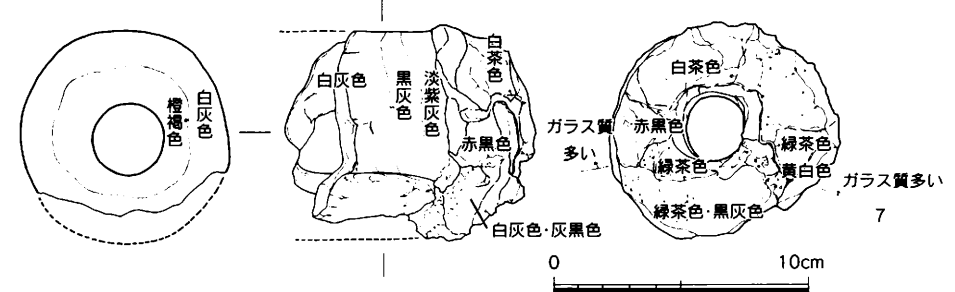 白灰色
橙褐色
白灰色
黒灰色
淡紫灰色
白茶色
赤黒色
白灰色・灰黒色
白茶色
ガラス質
多い
赤黒色
緑茶色
緑茶色
黄白色
ガラス質多い
緑茶色・黒灰色
7
0
10cm